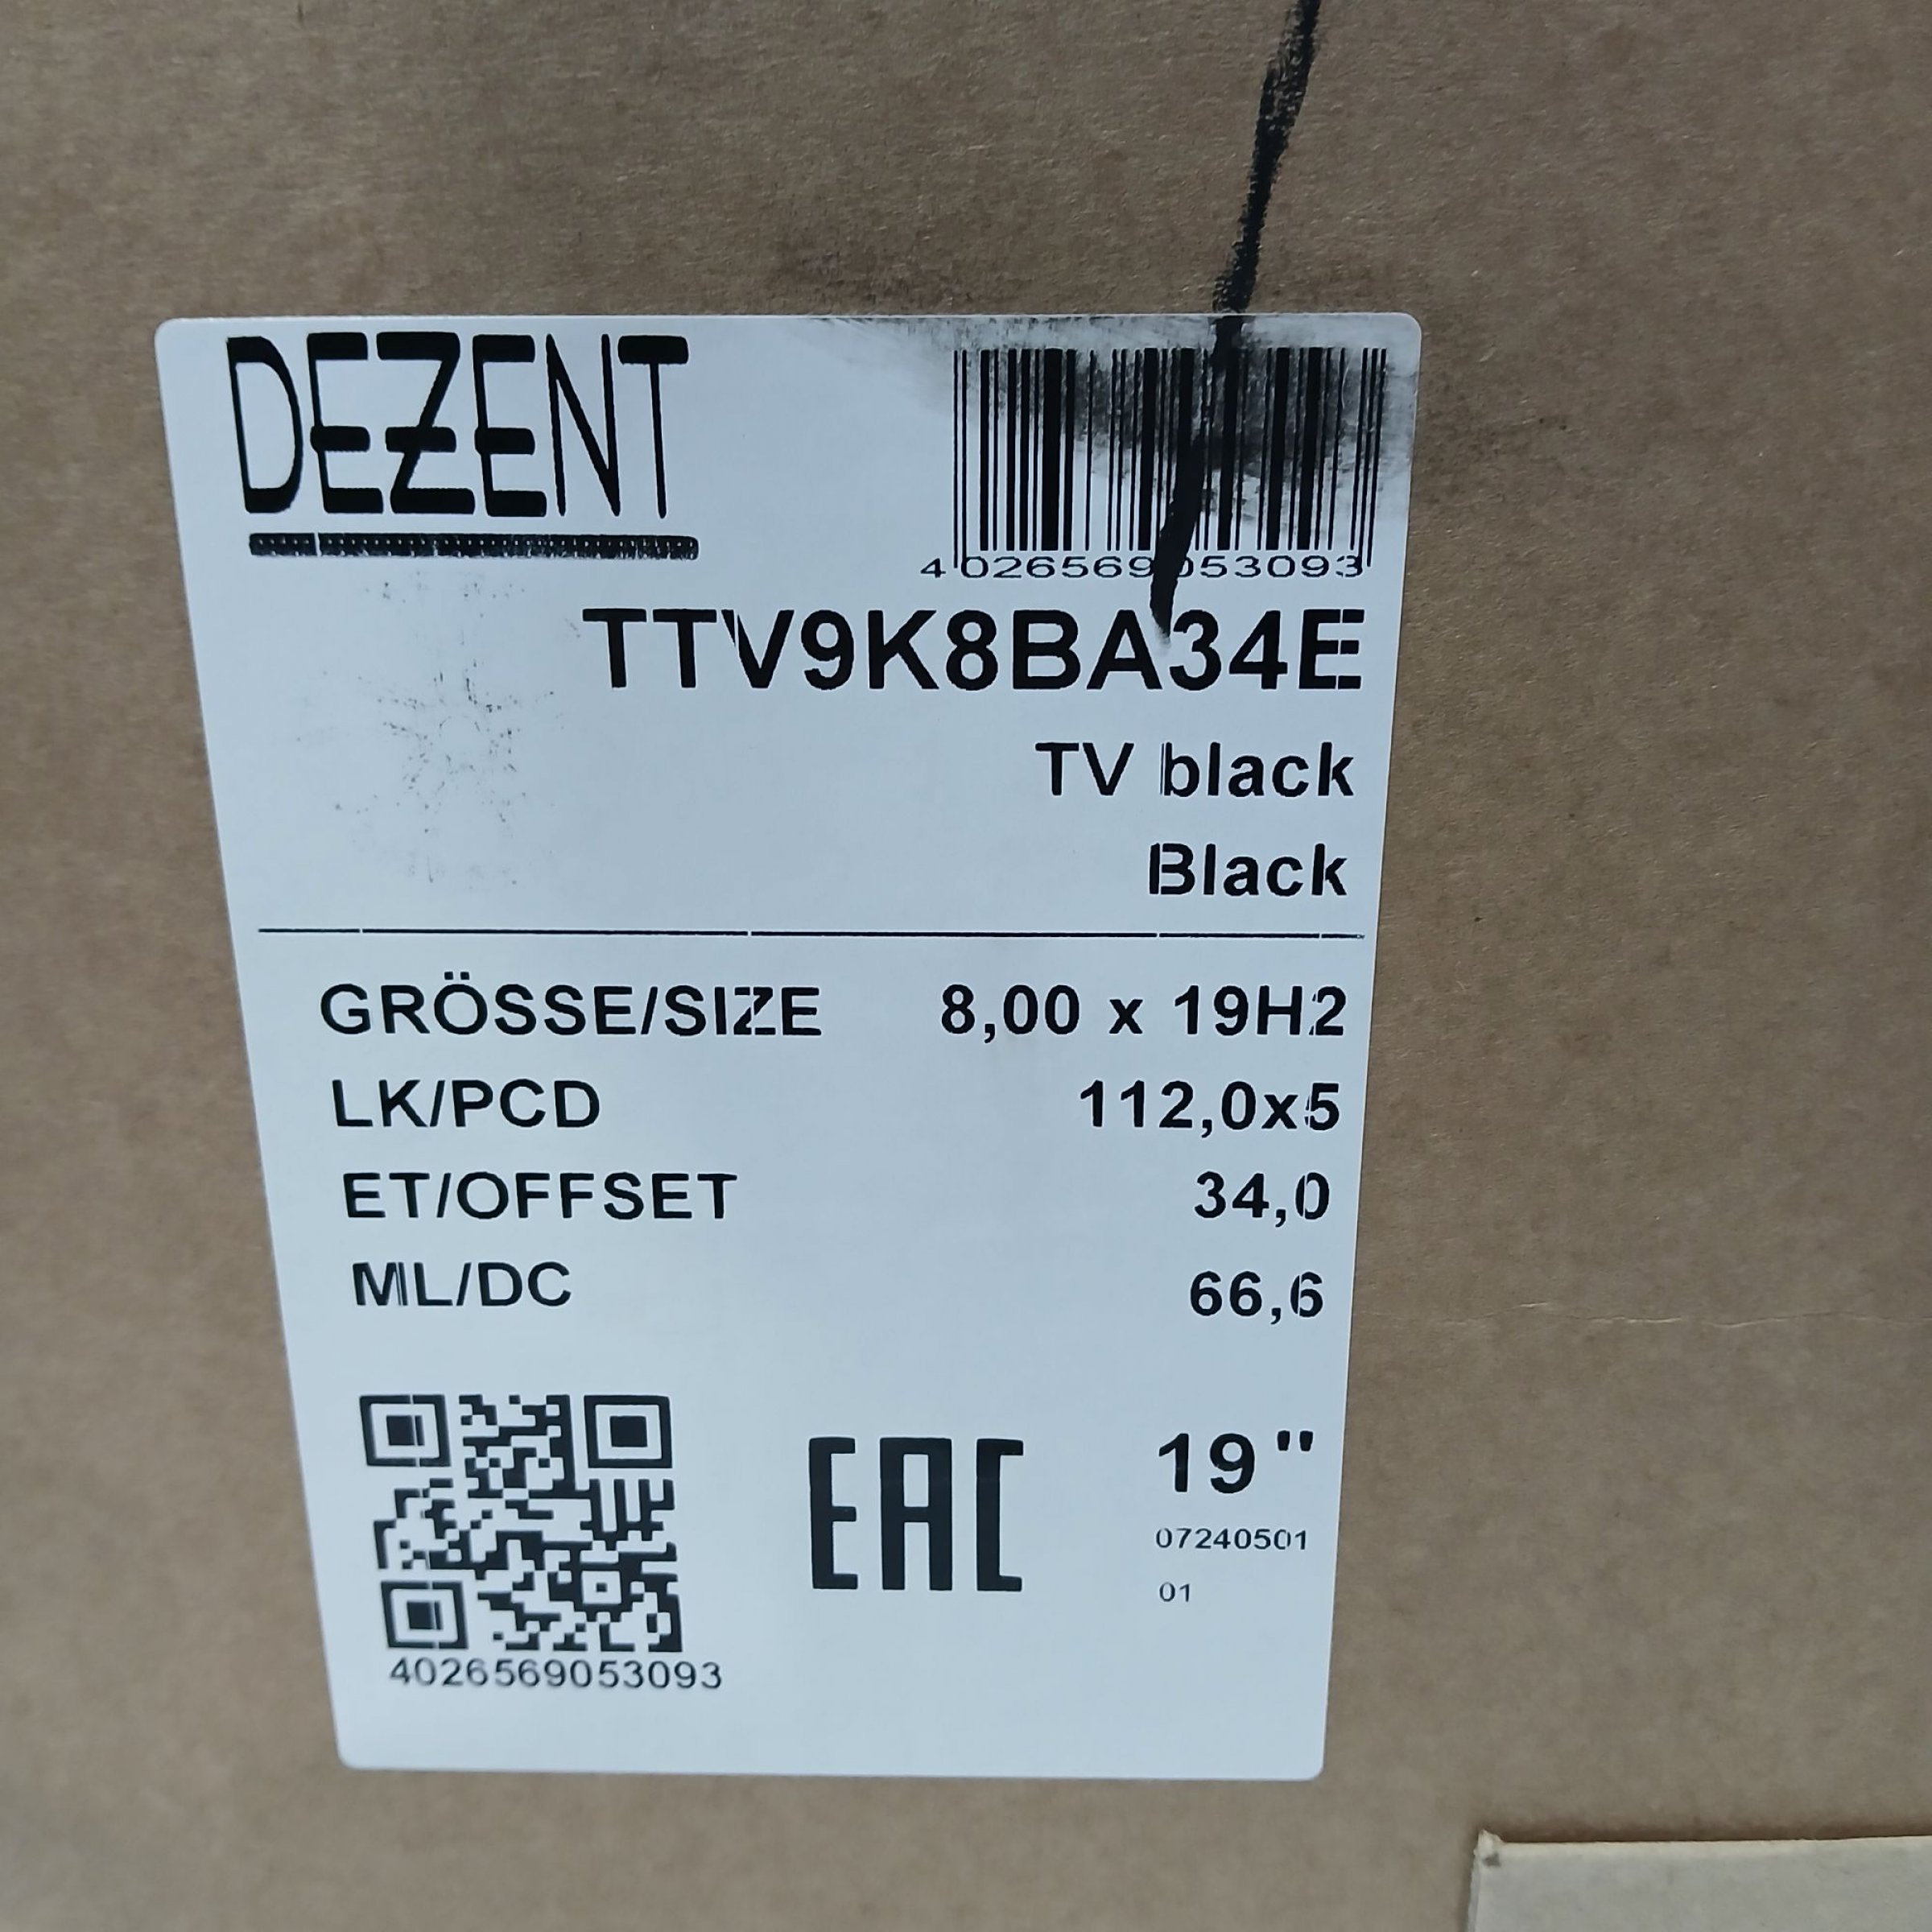 DEZENT
4026569053093
TTV9K8BA34E
TV black
Black
GRÖSSE/SIZE 8,00 x 19H2
LK/PCD 112,0x5
ET/OFFSET 34,0
ML/DC 66,6
EAC 19"
07240501
01
4026569053093